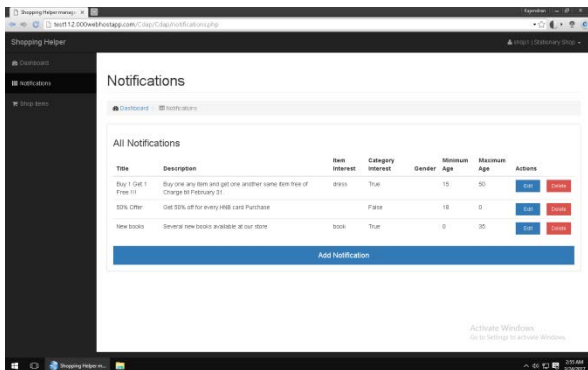 Shopping Helper manag
Rajendran
test112.000webhostapp.com/Cdap/Cdap/notifications.php
Shopping Helper
shop1 | Stationary Shop
Dashboard
Notifications
Shop Items
Notifications
Dashboard / Notifications
All Notifications
Title Description Item Interest Category Interest Gender Minimum Age Maximum Age Actions
Buy 1 Get 1 Free !!! Buy one any item and get one another same item free of Charge til February 31 dress True 15 50 Edit Delete
50% Offer Get 50% off for every HNB card Purchase False 18 0 Edit Delete
New books Several new books available at our store book True 0 35 Edit Delete
Add Notification
Activate Windows
Go to Settings to activate Windows.
Shopping Helper m...
2:53 AM